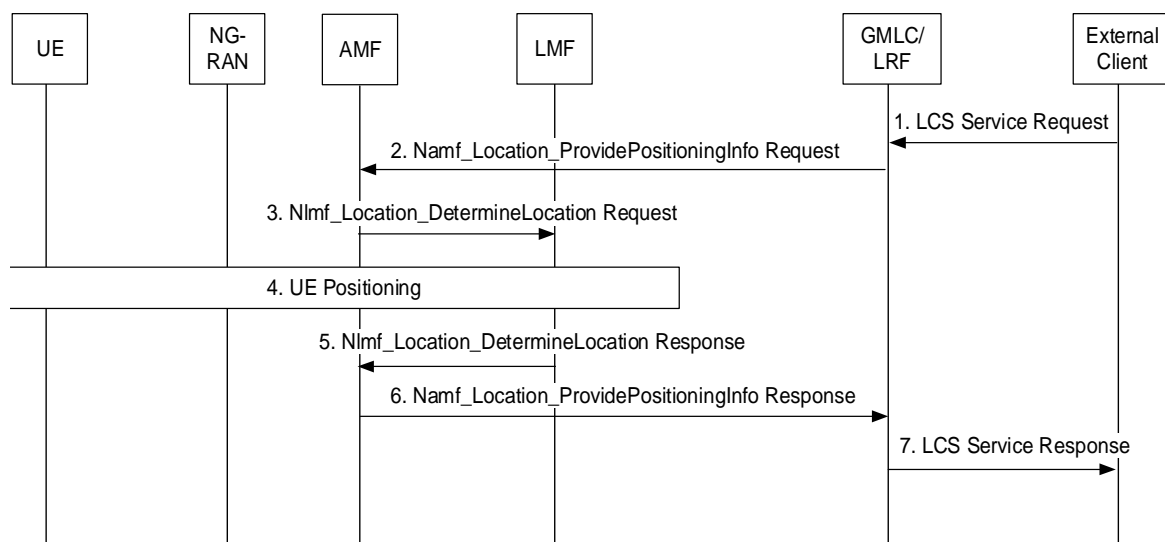 UE
NG-
RAN
AMF
LMF
GMLC/
LRF
External
Client
1. LCS Service Request
2. Namf_Location_ProvidePositioningInfo Request
3. Nlmf_Location_DetermineLocation Request
4. UE Positioning
5. Nlmf_Location_DetermineLocation Response
6. Namf_Location_ProvidePositioningInfo Response
7. LCS Service Response